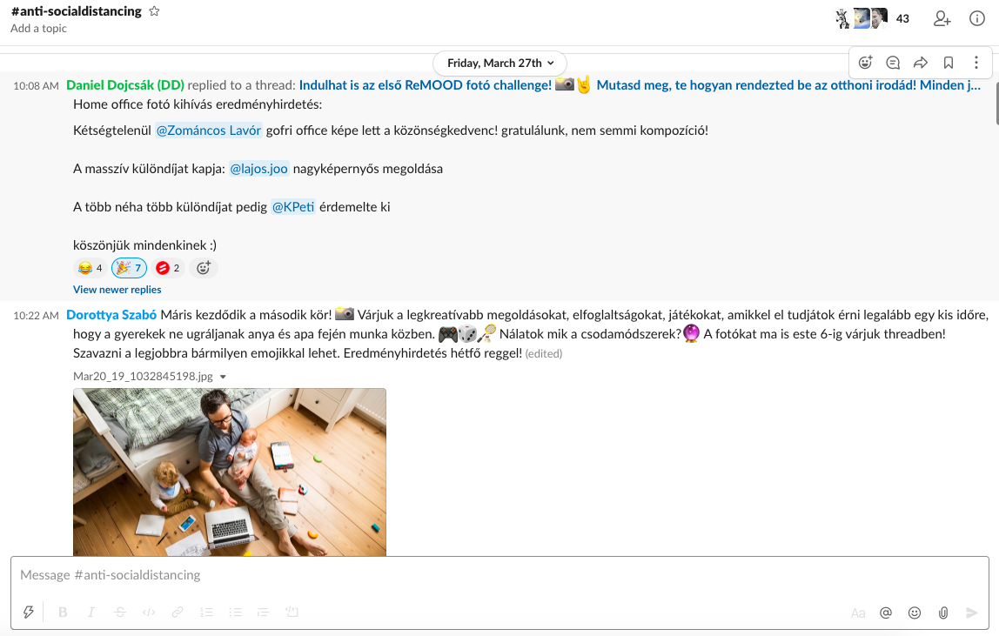 #anti-socialdistancing
Add a topic
43
Friday, March 27th
10:08 AM Daniel Dojcsák (DD) replied to a thread: Indulhat is az első ReMOOD fotó challenge! 📷🤘 Mutasd meg, te hogyan rendezted be az otthoni irodád! Minden j...
Home office fotó kihívás eredményhirdetés:
Kétségtelenül @Zománcos Lavór gofri office képe lett a közönségkedvenc! gratulálunk, nem semmi kompozíció!
A masszív különdíjat kapja: @lajos.joo nagyképernyős megoldása
A több néha több különdíjat pedig @KPeti érdemelte ki
köszönjük mindenkinek :)
4 7 2
View newer replies
10:22 AM Dorottya Szabó Máris kezdődik a második kör! 📷 Várjuk a legkreatívabb megoldásokat, elfoglaltságokat, játékokat, amikkel el tudjátok érni legalább egy kis időre,
hogy a gyerekek ne ugráljanak anya és apa fején munka közben. 🎮🎲🎾 Nálatok mik a csodamódszerek?🔮 A fotókat ma is este 6-ig várjuk threadben!
Szavazni a legjobbra bármilyen emojikkal lehet. Eredményhirdetés hétfő reggel! (edited)
Mar20_19_1032845198.jpg
Message #anti-socialdistancing
B I S </>
Aa @